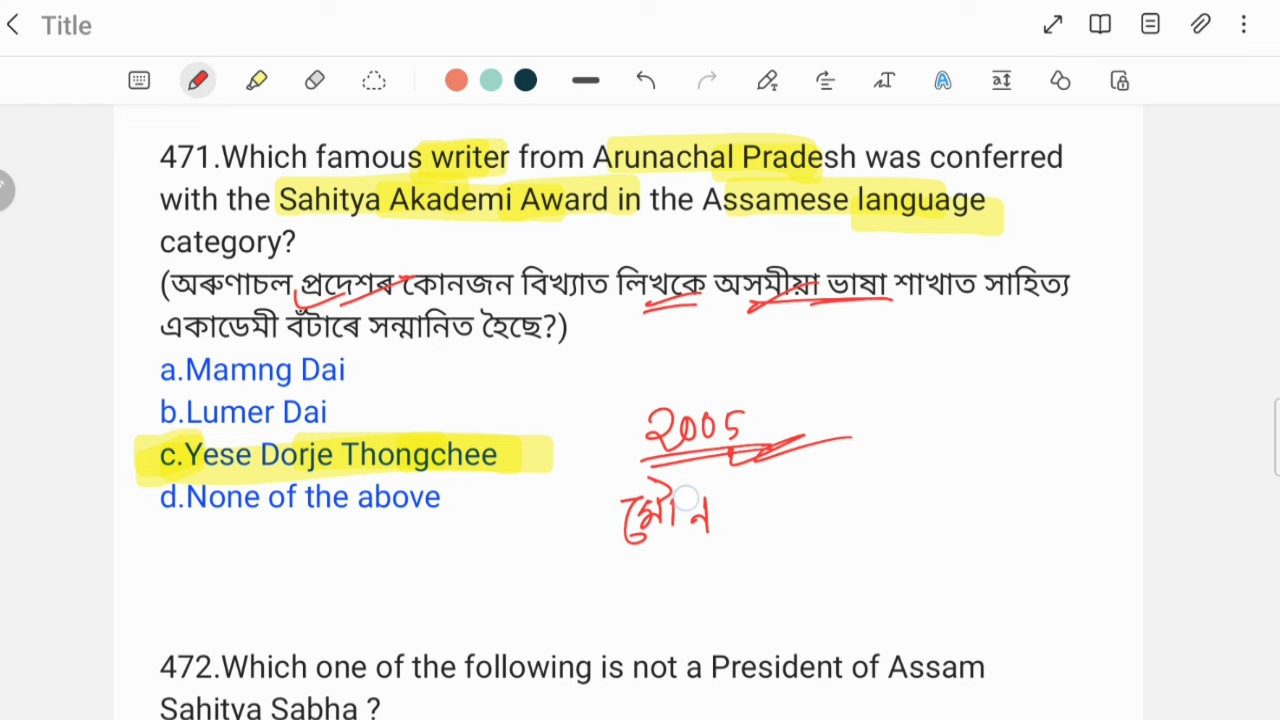 Title
471.Which famous writer from Arunachal Pradesh was conferred
with the Sahitya Akademi Award in the Assamese language
category?
(অৰুণাচল প্ৰদেশৰ কোনজন বিখ্যাত লিখকে অসমীয়া ভাষা শাখাত সাহিত্য
একাডেমী বঁটাৰে সন্মানিত হৈছে?)
a.Mamng Dai
b.Lumer Dai
c.Yese Dorje Thongchee
2005
d.None of the above
মৌন
472.Which one of the following is not a President of Assam
Sahitya Sabha ?